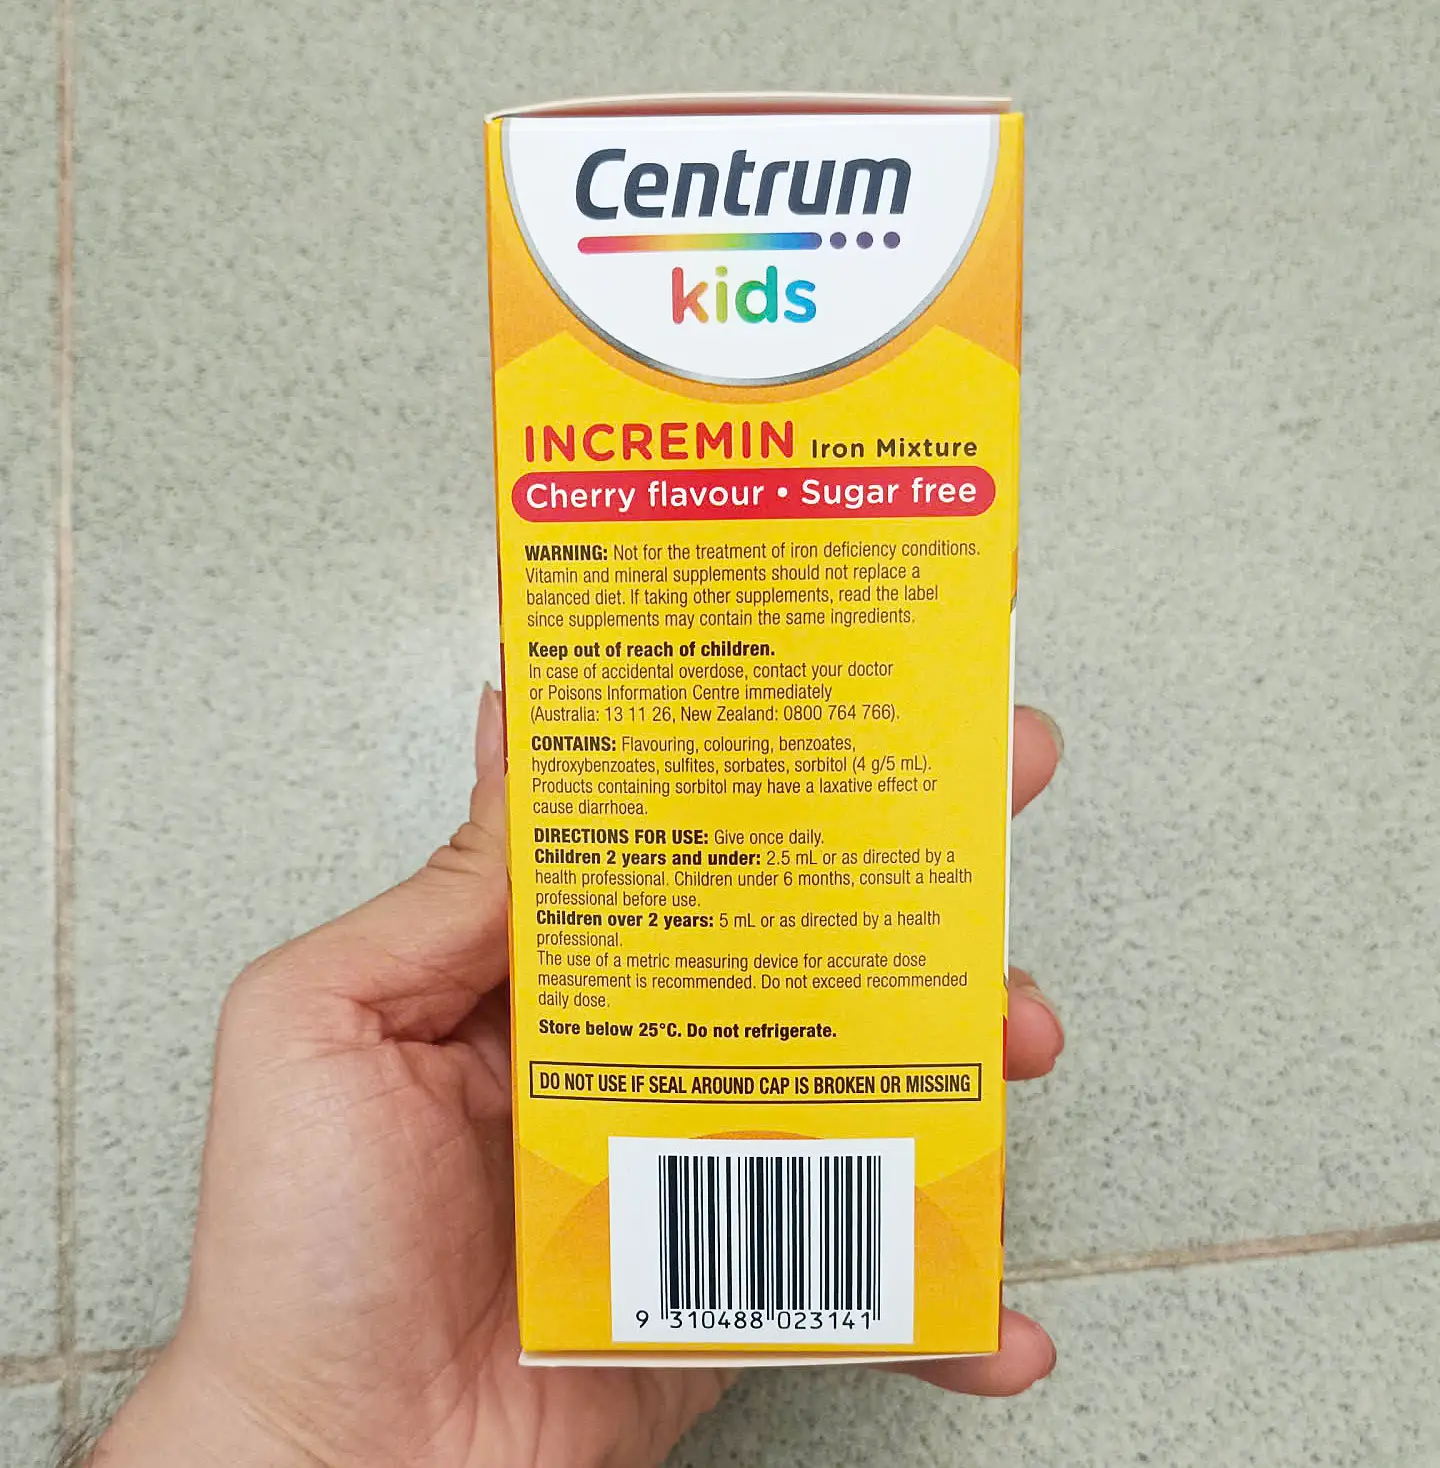 Centrum
kids
INCREMIN Iron Mixture
Cherry flavour • Sugar free
WARNING: Not for the treatment of iron deficiency conditions.
Vitamin and mineral supplements should not replace a
balanced diet. If taking other supplements, read the label
since supplements may contain the same ingredients.
Keep out of reach of children.
In case of accidental overdose, contact your doctor
or Poisons Information Centre immediately
(Australia: 13 11 26, New Zealand: 0800 764 766).
CONTAINS: Flavouring, colouring, benzoates,
hydroxybenzoates, sulfites, sorbates, sorbitol (4 g/5 mL).
Products containing sorbitol may have a laxative effect or
cause diarrhoea.
DIRECTIONS FOR USE: Give once daily.
Children 2 years and under: 2.5 mL or as directed by a
health professional. Children under 6 months, consult a health
professional before use.
Children over 2 years: 5 mL or as directed by a health
professional.
The use of a metric measuring device for accurate dose
measurement is recommended. Do not exceed recommended
daily dose.
Store below 25°C. Do not refrigerate.
DO NOT USE IF SEAL AROUND CAP IS BROKEN OR MISSING
9 310488 023141